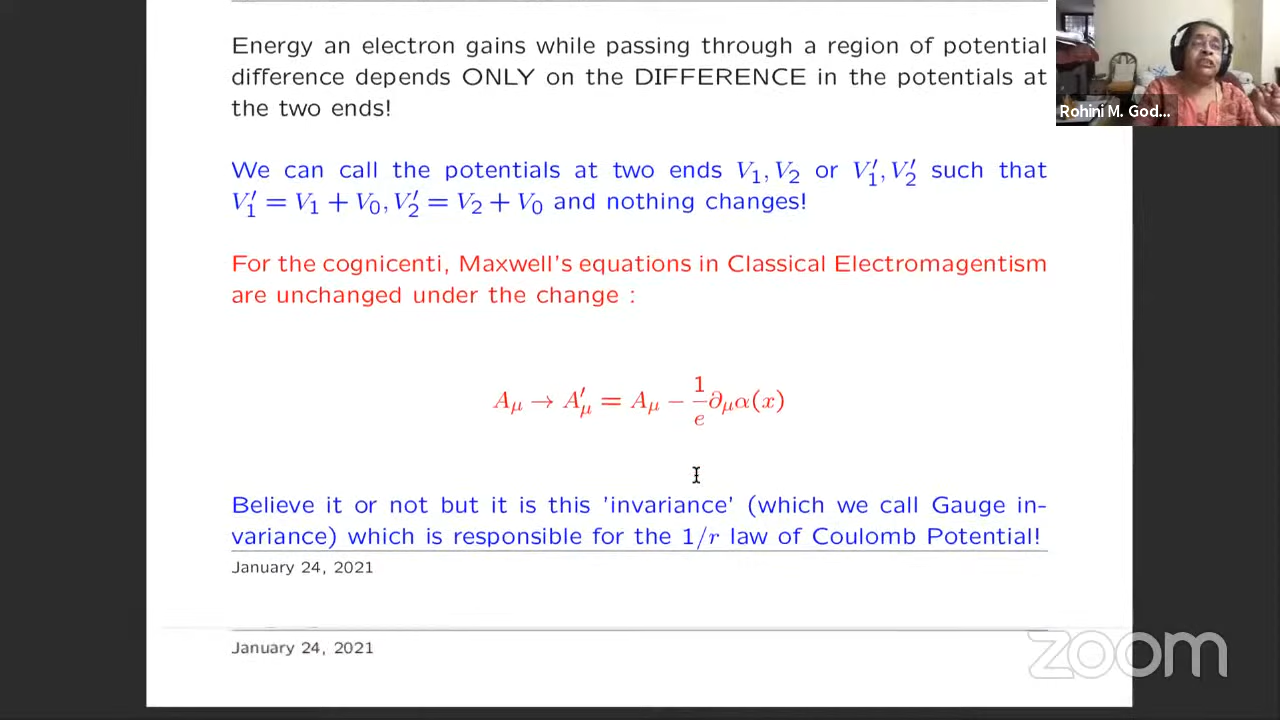 Energy an electron gains while passing through a region of potential
difference depends ONLY on the DIFFERENCE in the potentials at
the two ends!
Rohini M. God...
We can call the potentials at two ends V₁, V₂ or V₁′, V₂′ such that
V₁′ = V₁ + V₀, V₂′ = V₂ + V₀ and nothing changes!
For the cognicenti, Maxwell's equations in Classical Electromagentism
are unchanged under the change :
Aμ → A′μ = Aμ − 1/e ∂μα(x)
Believe it or not but it is this 'invariance' (which we call Gauge in-
variance) which is responsible for the 1/r law of Coulomb Potential!
January 24, 2021
January 24, 2021
zoom